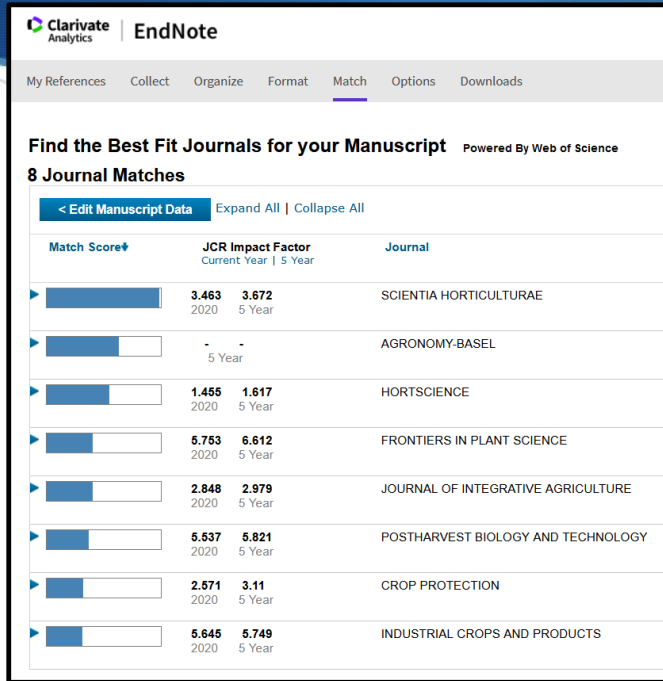 Clarivate
Analytics
EndNote
My References Collect Organize Format Match Options Downloads
Find the Best Fit Journals for your Manuscript Powered By Web of Science
8 Journal Matches
< Edit Manuscript Data Expand All | Collapse All
Match Score JCR Impact Factor Journal
Current Year | 5 Year
3.463 3.672 SCIENTIA HORTICULTURAE
2020 5 Year
- - AGRONOMY-BASEL
5 Year
1.455 1.617 HORTSCIENCE
2020 5 Year
5.753 6.612 FRONTIERS IN PLANT SCIENCE
2020 5 Year
2.848 2.979 JOURNAL OF INTEGRATIVE AGRICULTURE
2020 5 Year
5.537 5.821 POSTHARVEST BIOLOGY AND TECHNOLOGY
2020 5 Year
2.571 3.11 CROP PROTECTION
2020 5 Year
5.645 5.749 INDUSTRIAL CROPS AND PRODUCTS
2020 5 Year